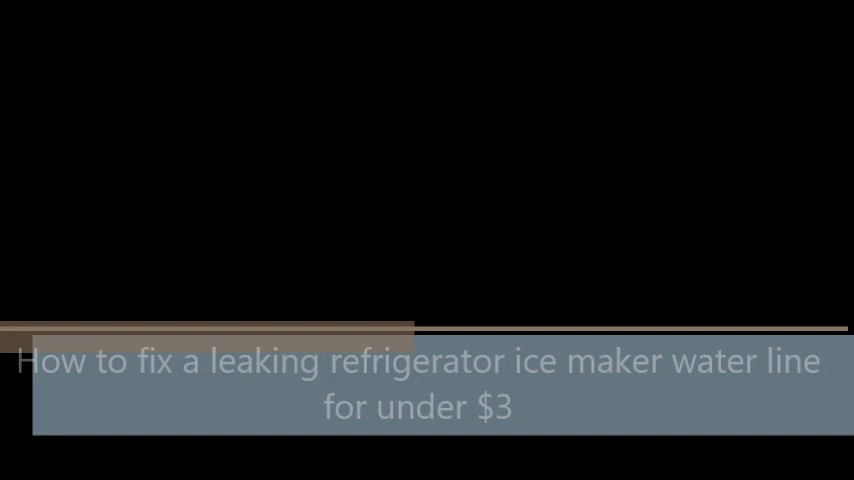 How to fix a leaking refrigerator ice maker water line
for under $3